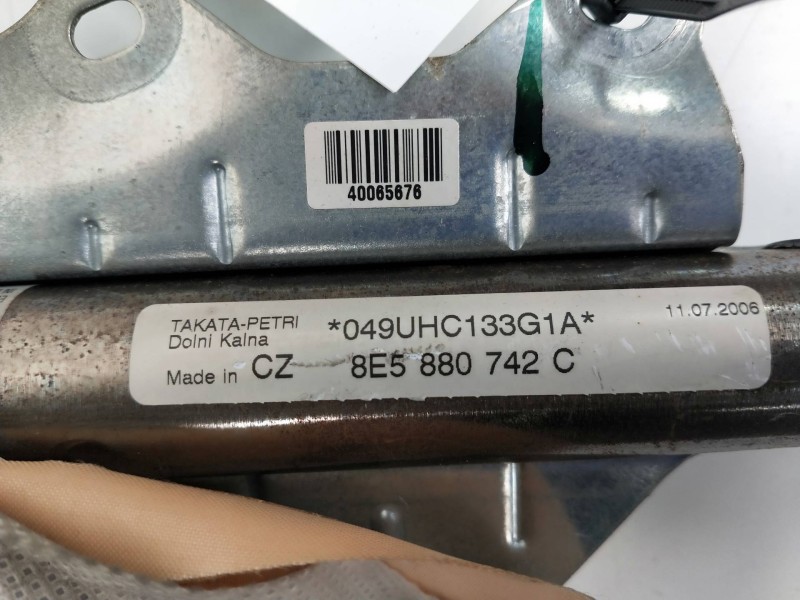 40065676
TAKATA-PETRI *049UHC133G1A* 11.07.2006
Dolni Kalna
Made in CZ 8E5 880 742 C